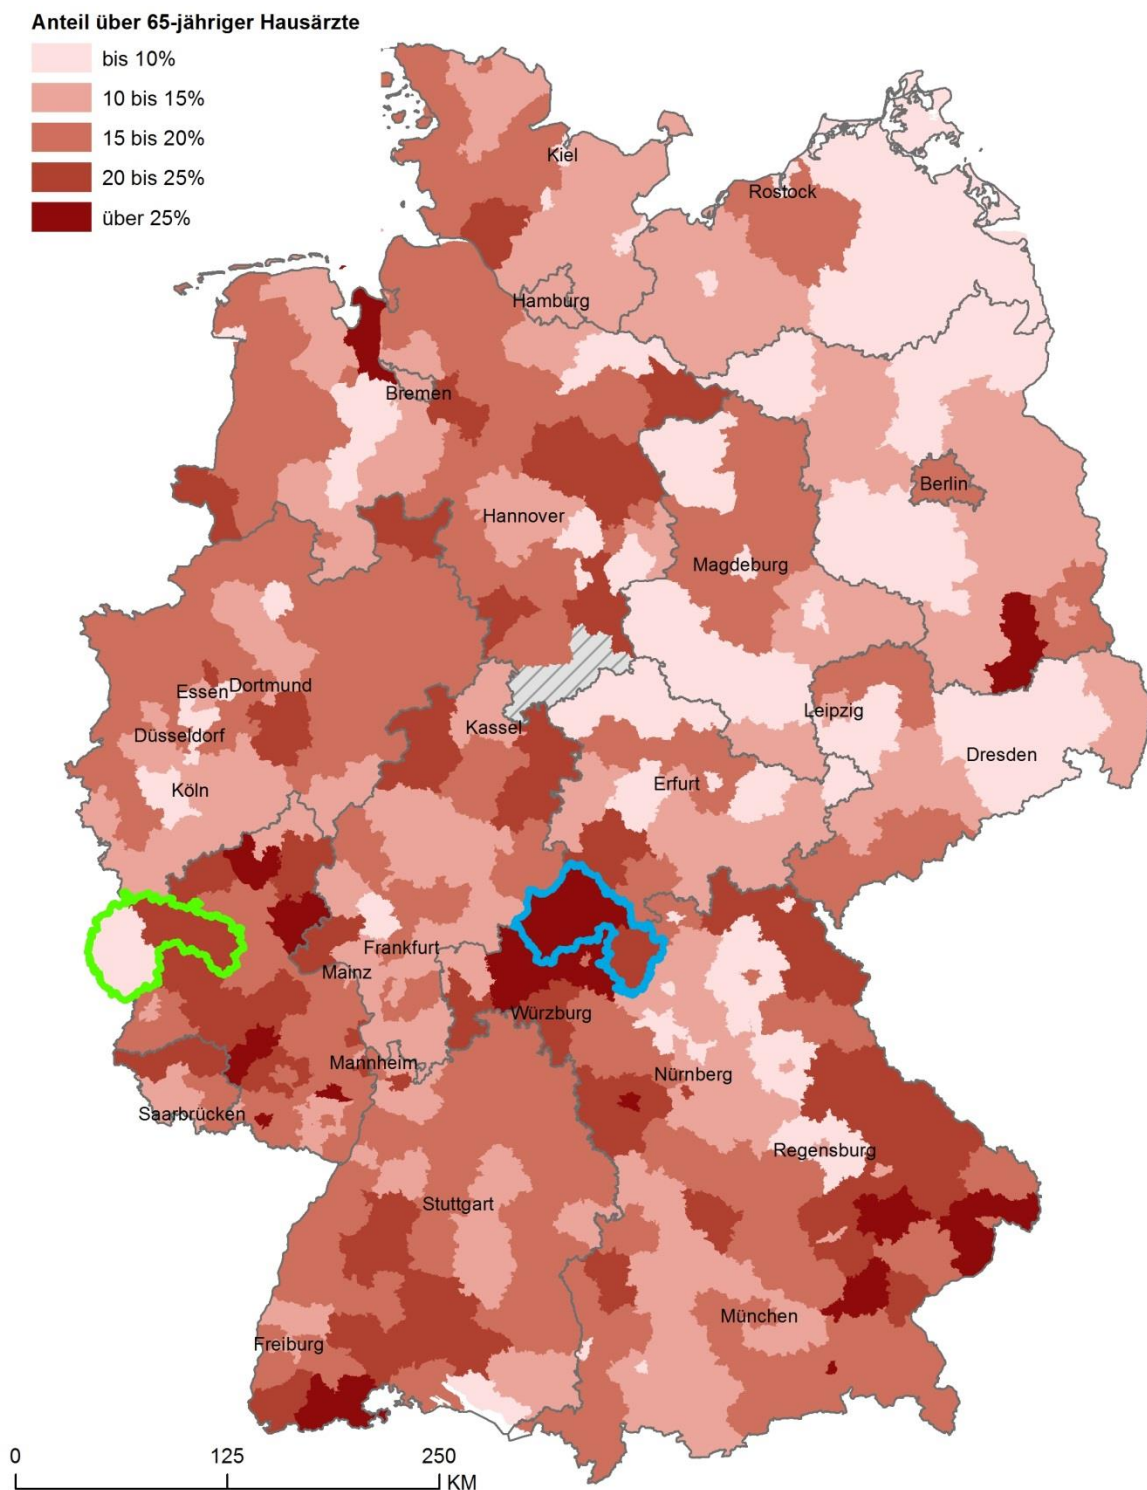 Anteil über 65-jähriger Hausärzte
bis 10%
10 bis 15%
15 bis 20%
20 bis 25%
über 25%
Kiel
Rostock
Hamburg
Bremen
Berlin
Hannover
Magdeburg
Essen
Dortmund
Düsseldorf
Kassel
Leipzig
Dresden
Köln
Erfurt
Frankfurt
Mainz
Würzburg
Mannheim
Nürnberg
Saarbrücken
Regensburg
Stuttgart
München
Freiburg
0 125 250
KM